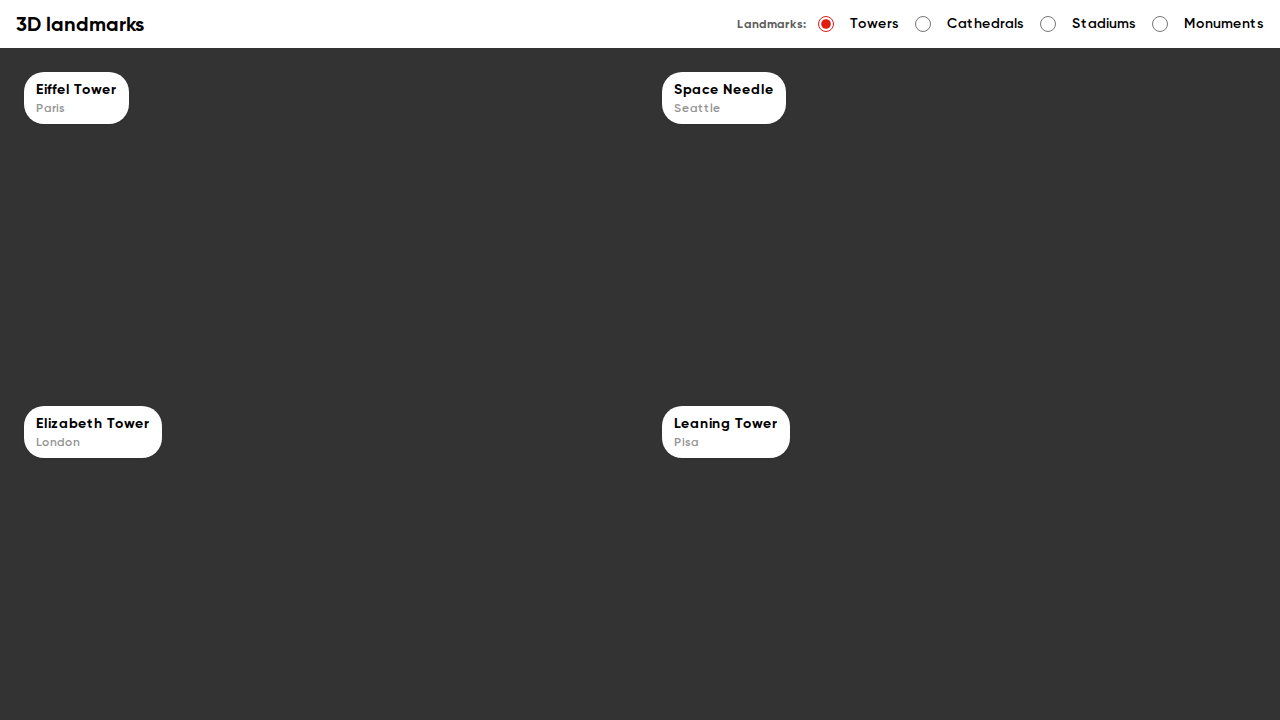 3D landmarks
Landmarks: Towers Cathedrals Stadiums Monuments
Eiffel Tower
Paris
Space Needle
Seattle
Elizabeth Tower
London
Leaning Tower
Pisa